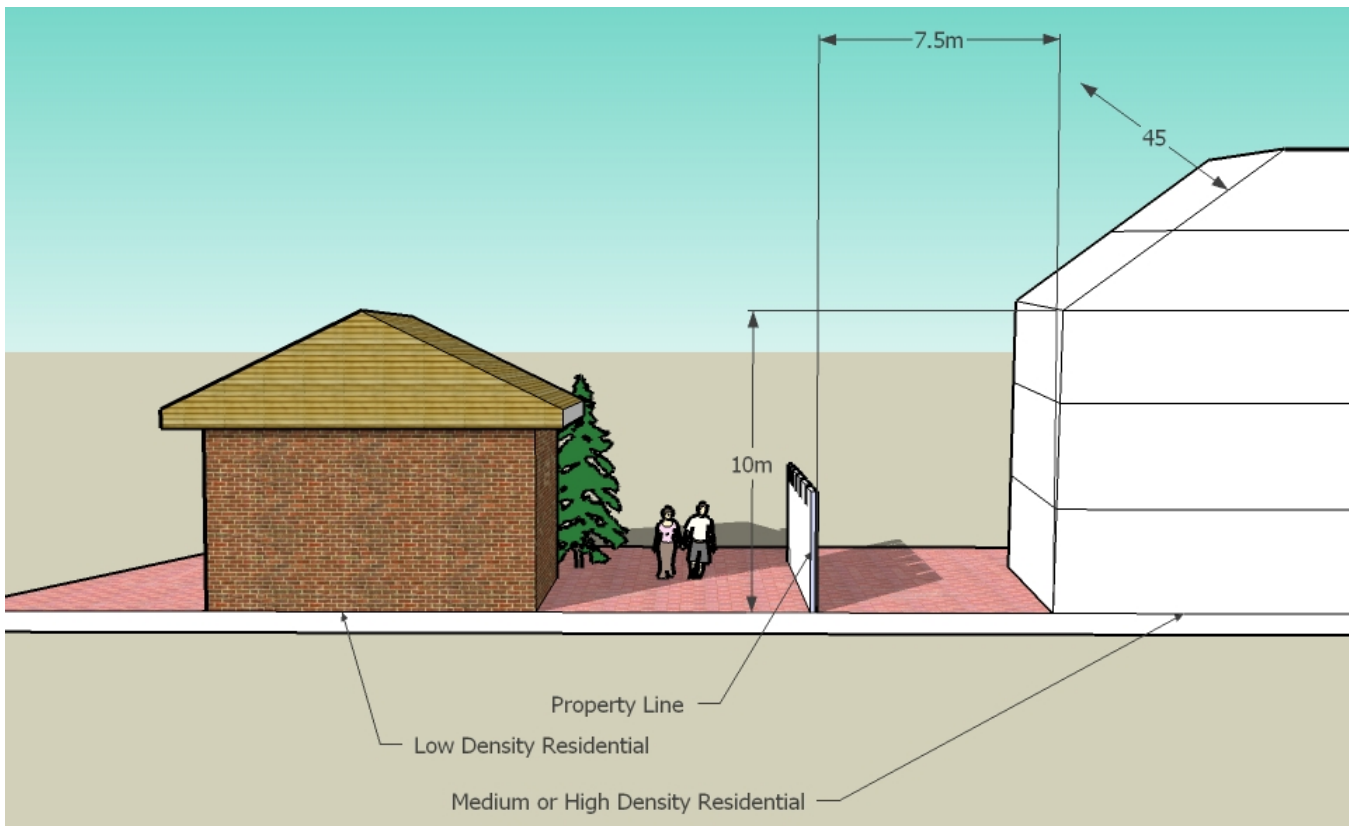 7.5m
45
10m
Property Line
Low Density Residential
Medium or High Density Residential